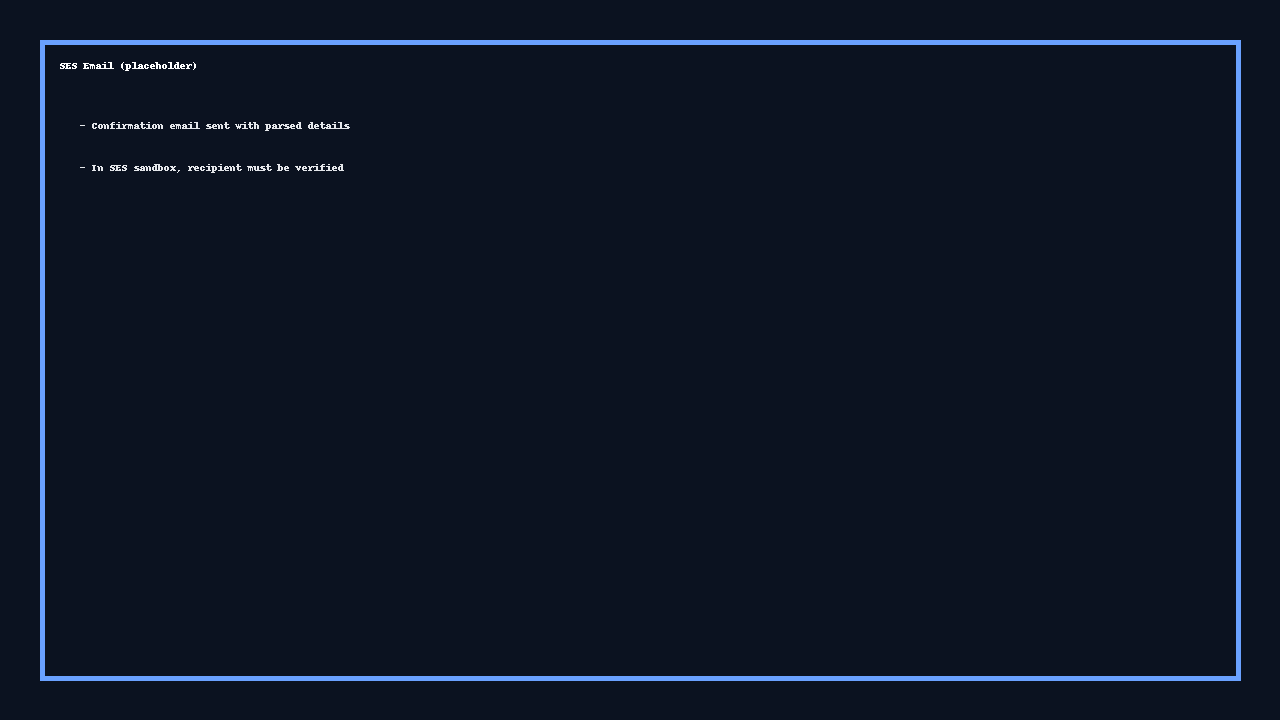 SES Email (placeholder)
- Confirmation email sent with parsed details
- In SES sandbox, recipient must be verified